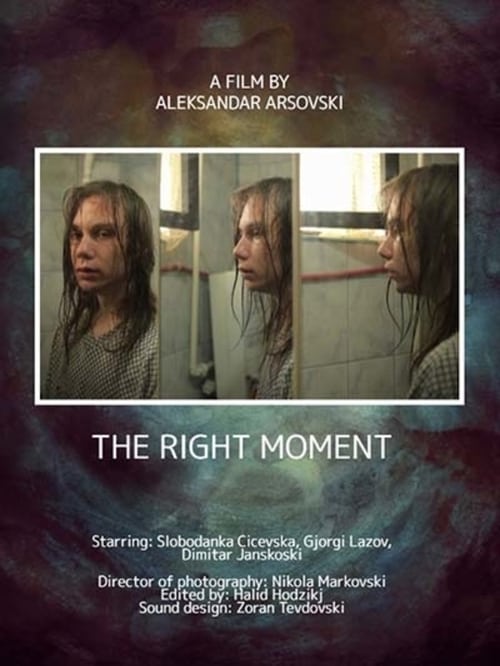 A FILM BY
ALEKSANDAR ARSOVSKI
THE RIGHT MOMENT
Starring: Slobodanka Cicevska, Gjorgi Lazov,
Dimitar Janskoski
Director of photography: Nikola Markovski
Edited by: Halid Hodzikj
Sound design: Zoran Tevdovski